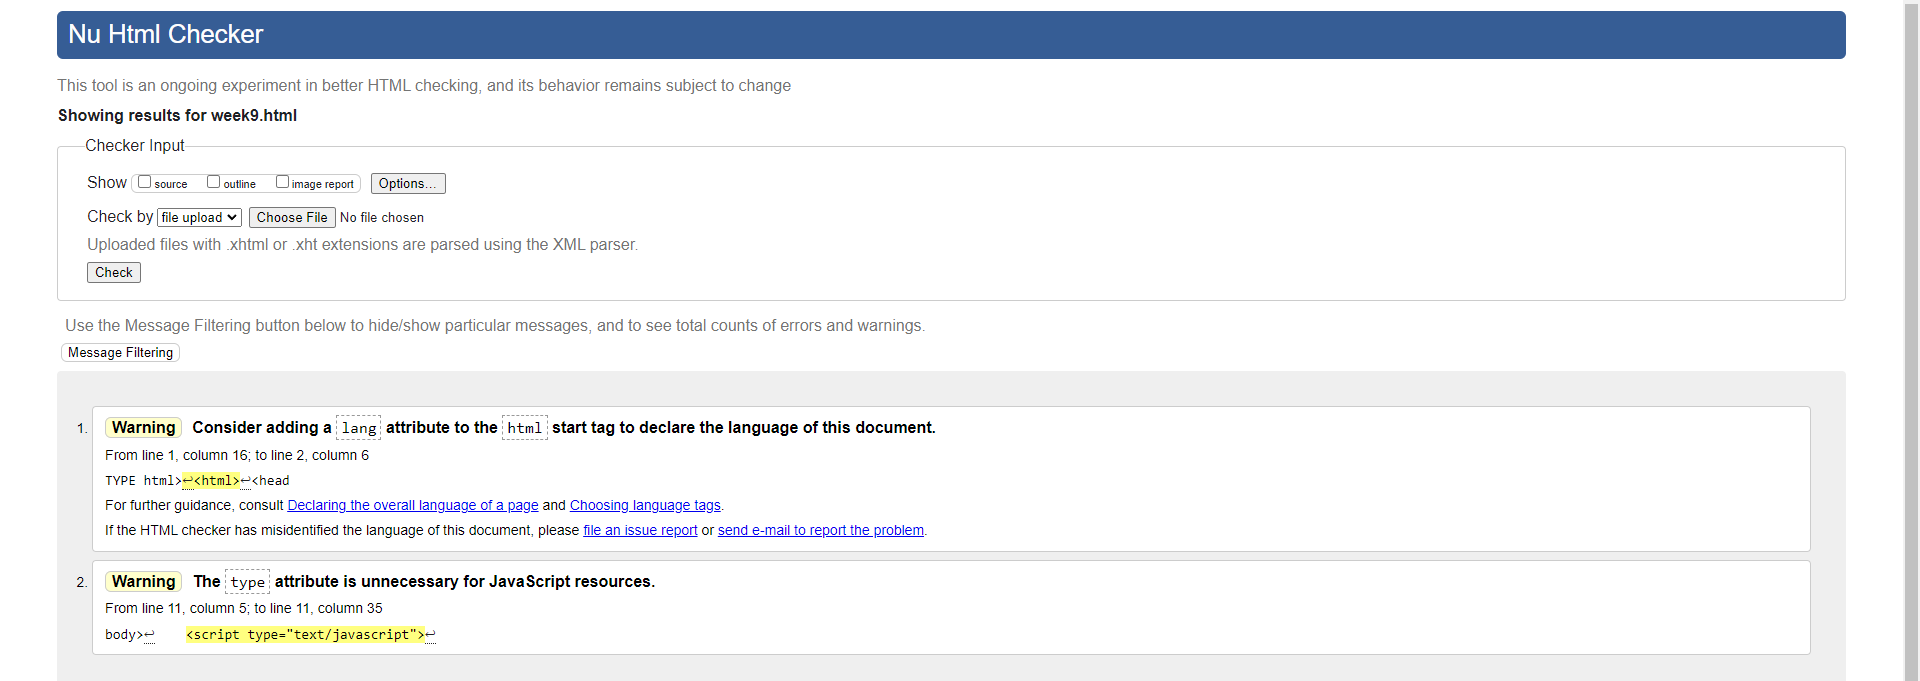 Nu Html Checker
This tool is an ongoing experiment in better HTML checking, and its behavior remains subject to change
Showing results for week9.html
Checker Input
Show source outline image report Options...
Check by file upload Choose File No file chosen
Uploaded files with .xhtml or .xht extensions are parsed using the XML parser.
Check
Use the Message Filtering button below to hide/show particular messages, and to see total counts of errors and warnings.
Message Filtering
1. Warning Consider adding a lang attribute to the html start tag to declare the language of this document.
From line 1, column 16; to line 2, column 6
TYPE html>↩<html>↩<head
For further guidance, consult Declaring the overall language of a page and Choosing language tags.
If the HTML checker has misidentified the language of this document, please file an issue report or send e-mail to report the problem.
2. Warning The type attribute is unnecessary for JavaScript resources.
From line 11, column 5; to line 11, column 35
body>↩    <script type="text/javascript">↩